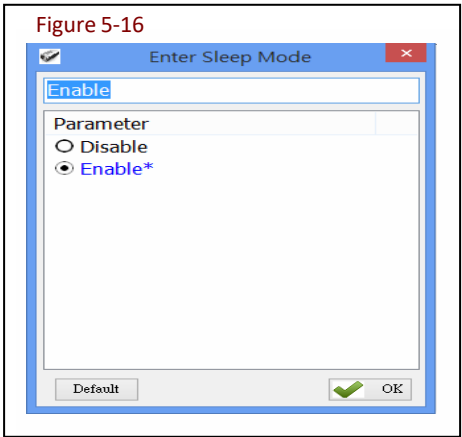 Figure 5-16
Enter Sleep Mode
Enable
Parameter
Disable
Enable*
Default
OK